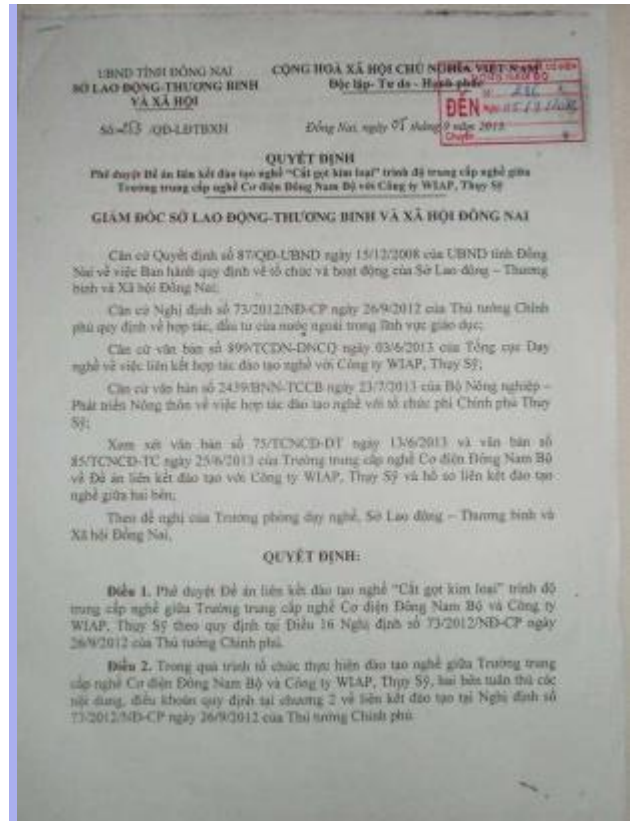 UBND TỈNH ĐỒNG NAI
SỞ LAO ĐỘNG-THƯƠNG BINH
VÀ XÃ HỘI
CỘNG HOÀ XÃ HỘI CHỦ NGHĨA VIỆT NAM
Độc lập- Tự do - Hạnh phúc
ĐẾN
Số: /QĐ-LĐTBXH
Đồng Nai, ngày 05 tháng 9 năm 2013
QUYẾT ĐỊNH
Phê duyệt Đề án liên kết đào tạo nghề “Cắt gọt kim loại” trình độ trung cấp nghề giữa
Trường trung cấp nghề Cơ điện Đông Nam Bộ với Công ty WIAP, Thụy Sỹ
GIÁM ĐỐC SỞ LAO ĐỘNG-THƯƠNG BINH VÀ XÃ HỘI ĐỒNG NAI
Căn cứ Quyết định số 87/QĐ-UBND ngày 15/12/2008 của UBND tỉnh Đồng
Nai về việc Ban hành quy định về tổ chức và hoạt động của Sở Lao động – Thương
binh và Xã hội Đồng Nai;
Căn cứ Nghị định số 73/2012/NĐ-CP ngày 26/9/2012 của Thủ tướng Chính
phủ quy định về hợp tác, đầu tư của nước ngoài trong lĩnh vực giáo dục;
Căn cứ văn bản số 899/TCDN-DNCQ ngày 03/6/2013 của Tổng cục Dạy
nghề về việc liên kết hợp tác đào tạo nghề với Công ty WIAP, Thụy Sỹ;
Căn cứ văn bản số 2439/BNN-TCCB ngày 23/7/2013 của Bộ Nông nghiệp –
Phát triển Nông thôn về việc hợp tác đào tạo nghề với tổ chức phi Chính phủ Thụy
Sỹ;
Xem xét văn bản số 75/TCNCĐ-ĐT ngày 13/6/2013 và văn bản số
85/TCNCĐ-TC ngày 25/6/2013 của Trường trung cấp nghề Cơ điện Đông Nam Bộ
về Đề án liên kết đào tạo với Công ty WIAP, Thụy Sỹ và hồ sơ liên kết đào tạo
nghề giữa hai bên;
Theo đề nghị của Trưởng phòng dạy nghề, Sở Lao động – Thương binh và
Xã hội Đồng Nai,
QUYẾT ĐỊNH:
Điều 1. Phê duyệt Đề án liên kết đào tạo nghề “Cắt gọt kim loại” trình độ
trung cấp nghề giữa Trường trung cấp nghề Cơ điện Đông Nam Bộ và Công ty
WIAP, Thụy Sỹ theo quy định tại Điều 16 Nghị định số 73/2012/NĐ-CP ngày
26/9/2012 của Thủ tướng Chính phủ.
Điều 2. Trong quá trình tổ chức thực hiện đào tạo nghề giữa Trường trung
cấp nghề Cơ điện Đông Nam Bộ và Công ty WIAP, Thụy Sỹ, hai bên tuân thủ các
nội dung, điều khoản quy định tại chương 2 về liên kết đào tạo tại Nghị định số
73/2012/NĐ-CP ngày 26/9/2012 của Thủ tướng Chính phủ.